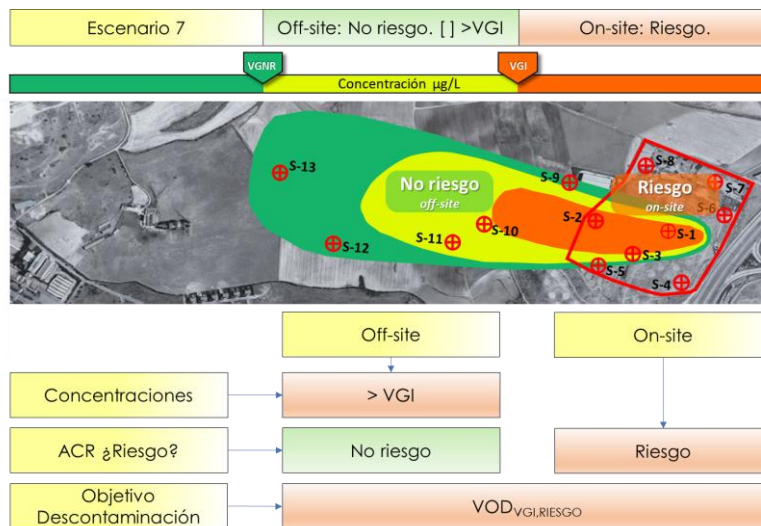 Escenario 7
Off-site: No riesgo. [ ] >VGI
On-site: Riesgo.
VGNR
VGI
Concentración µg/L
S-13
S-9
S-8
S-7
No riesgo
off-site
Riesgo
on-site
S-6
S-2
S-1
S-10
S-12
S-11
S-3
S-5
S-4
Off-site
On-site
Concentraciones
> VGI
ACR ¿Riesgo?
No riesgo
Riesgo
Objetivo
Descontaminación
VOD_VGI,RIESGO